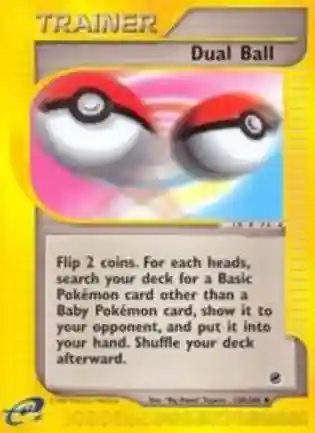 TRAINER
Dual Ball
Flip 2 coins. For each heads,
search your deck for a Basic
Pokémon card other than a
Baby Pokémon card, show it to
your opponent, and put it into
your hand. Shuffle your deck
afterward.
e